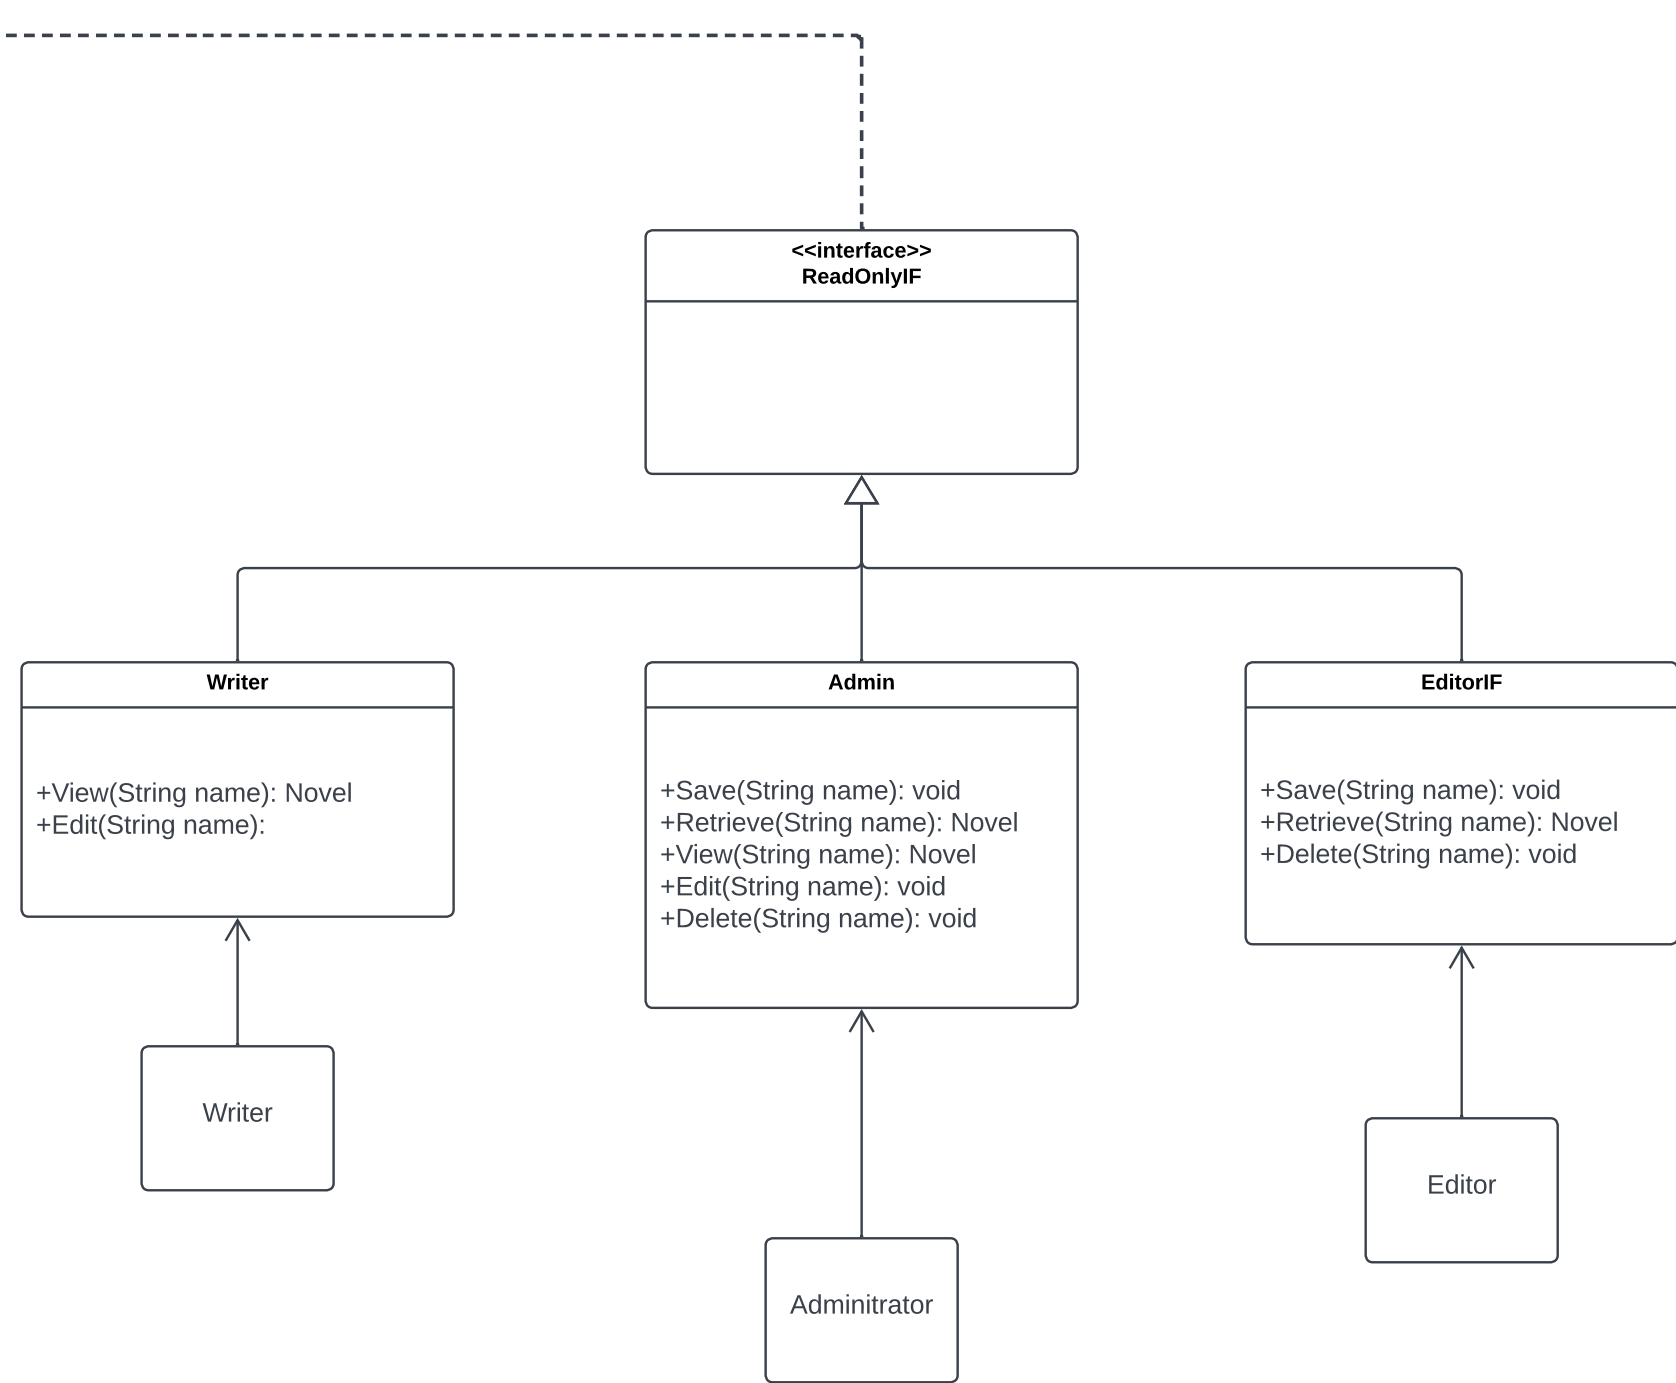 <<interface>>
ReadOnlyIF
Writer
+View(String name): Novel
+Edit(String name):
Admin
+Save(String name): void
+Retrieve(String name): Novel
+View(String name): Novel
+Edit(String name): void
+Delete(String name): void
EditorIF
+Save(String name): void
+Retrieve(String name): Novel
+Delete(String name): void
Writer
Adminitrator
Editor